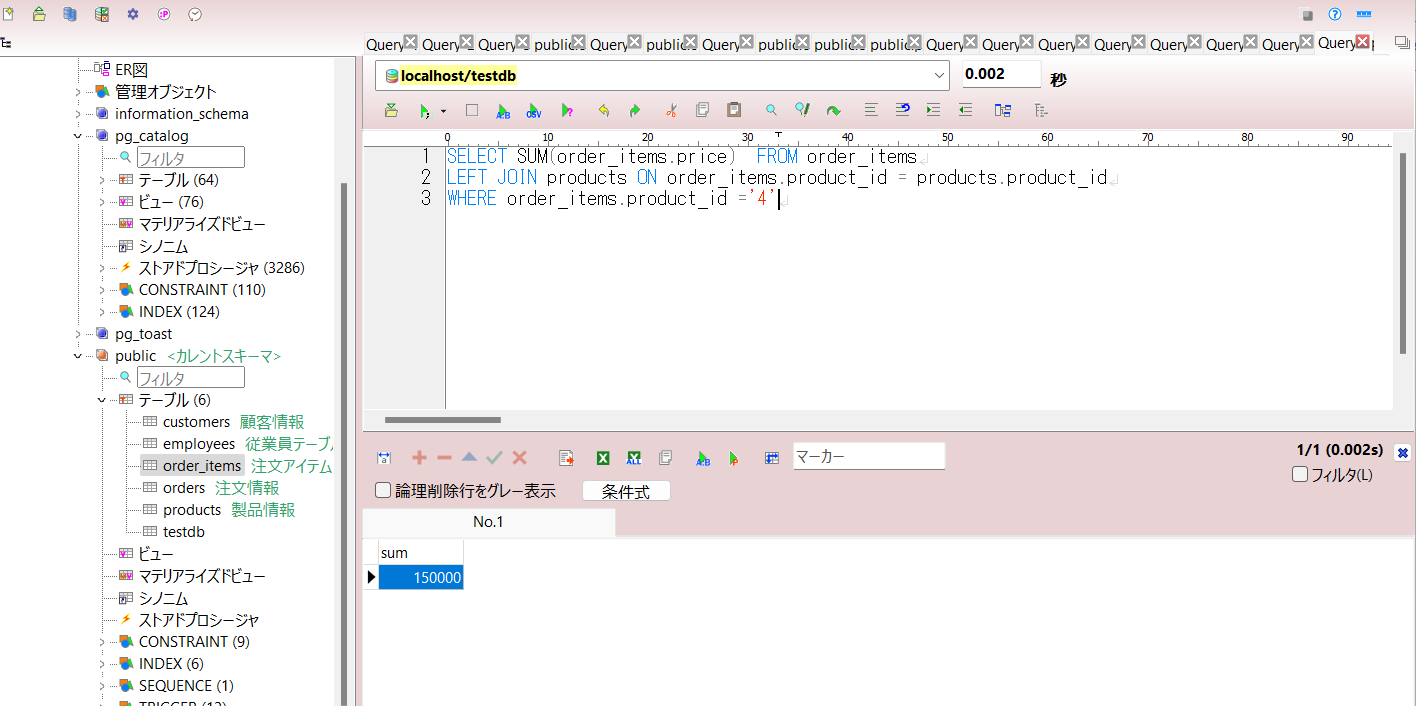 Query Query Query public Query public Query public public public Query Query Query Query Query Query Query Query
localhost/testdb
0.002 秒
0 10 20 30 40 50 60 70 80 90
1 SELECT SUM(order_items.price) FROM order_items
2 LEFT JOIN products ON order_items.product_id = products.product_id
3 WHERE order_items.product_id ='4'
ER図
管理オブジェクト
information_schema
pg_catalog
フィルタ
テーブル (64)
ビュー (76)
マテリアライズドビュー
シノニム
ストアドプロシージャ (3286)
CONSTRAINT (110)
INDEX (124)
pg_toast
public <カレントスキーマ>
フィルタ
テーブル (6)
customers 顧客情報
employees 従業員テーブル
order_items 注文アイテム
orders 注文情報
products 製品情報
testdb
ビュー
マテリアライズドビュー
シノニム
ストアドプロシージャ
CONSTRAINT (9)
INDEX (6)
SEQUENCE (1)
TRIGGER (12)
マーカー
1/1 (0.002s)
フィルタ(L)
論理削除行をグレー表示 条件式
No.1
sum
150000